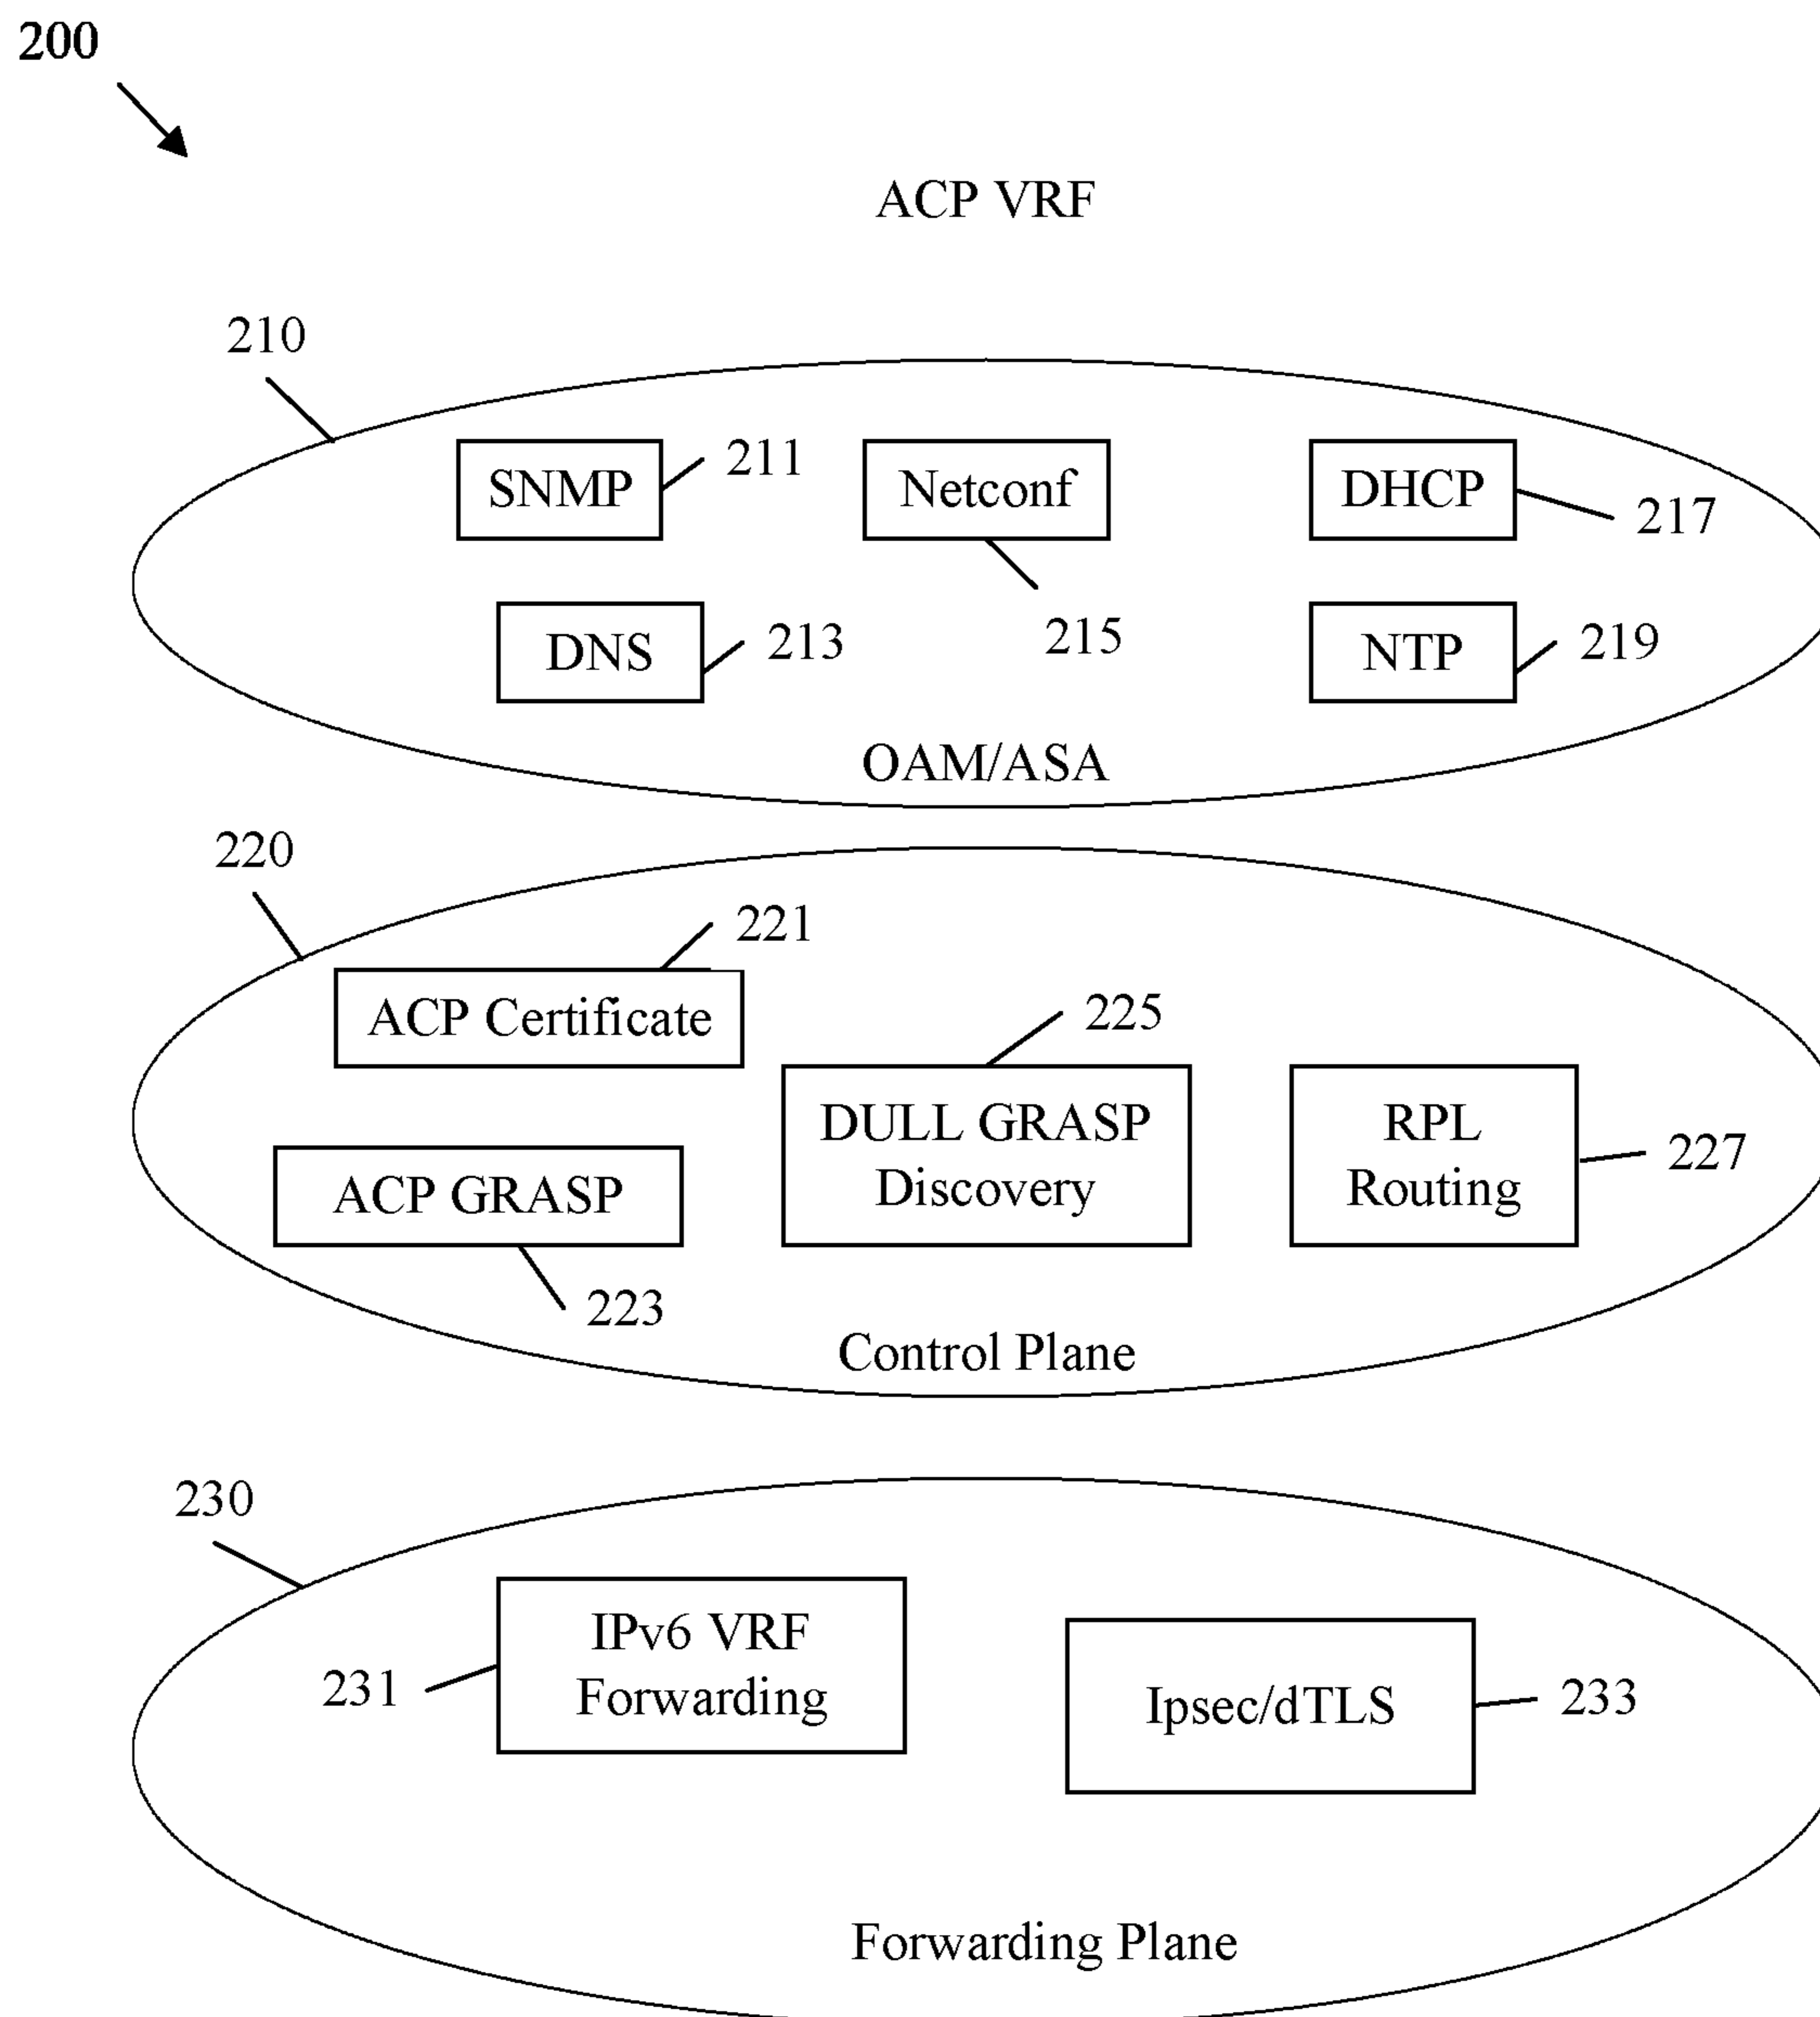 200
ACP VRF
210
SNMP
211
Netconf
DHCP
217
DNS
213
215
NTP
219
OAM/ASA
220
221
ACP Certificate
225
DULL GRASP
Discovery
RPL
Routing
227
ACP GRASP
223
Control Plane
230
IPv6 VRF
Forwarding
231
Ipsec/dTLS
233
Forwarding Plane